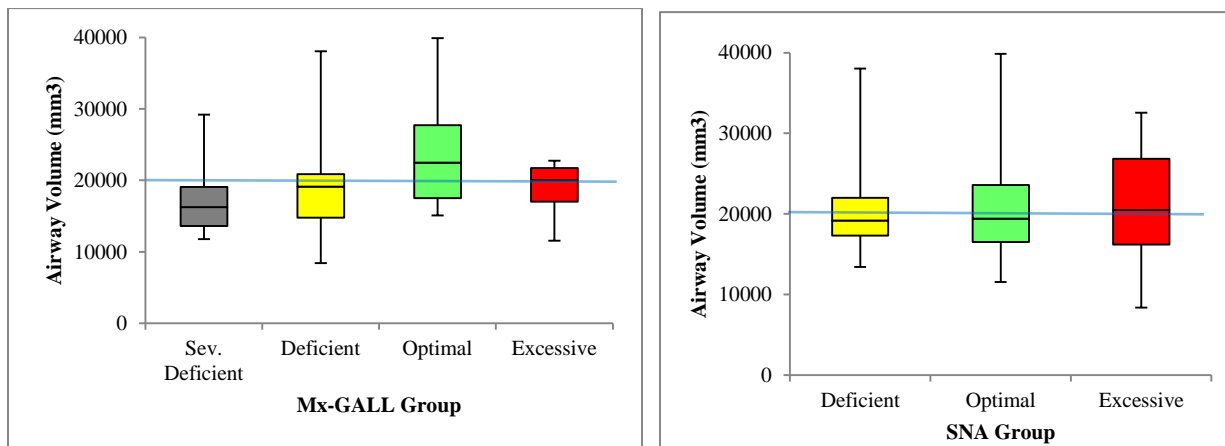 Airway Volume (mm3)
40000
30000
20000
10000
0
Sev.
Deficient
Deficient
Optimal
Excessive
Mx-GALL Group
Airway Volume (mm3)
40000
30000
20000
10000
0
Deficient
Optimal
Excessive
SNA Group